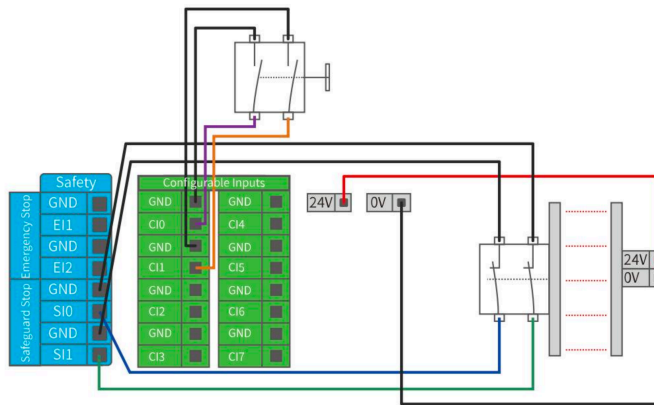 Safety
Emergency Stop
GND
EI1
GND
EI2
Safeguard Stop
GND
SI0
GND
SI1
Configurable Inputs
GND
CI0
GND
CI1
GND
CI2
GND
CI3
GND
CI4
GND
CI5
GND
CI6
GND
CI7
24V
0V
24V
0V